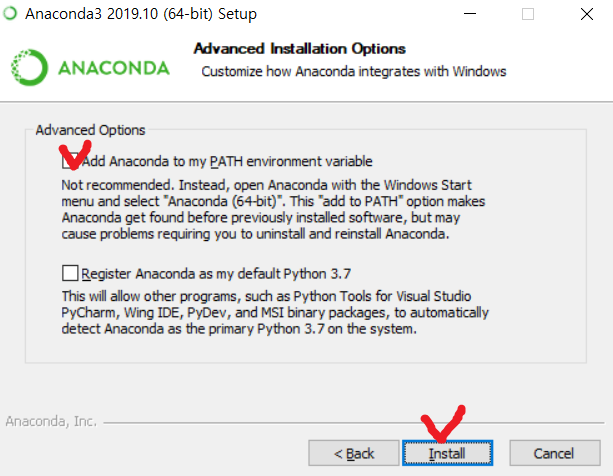 Anaconda3 2019.10 (64-bit) Setup
ANACONDA
Advanced Installation Options
Customize how Anaconda integrates with Windows
Advanced Options
Add Anaconda to my PATH environment variable
Not recommended. Instead, open Anaconda with the Windows Start
menu and select "Anaconda (64-bit)". This "add to PATH" option makes
Anaconda get found before previously installed software, but may
cause problems requiring you to uninstall and reinstall Anaconda.
Register Anaconda as my default Python 3.7
This will allow other programs, such as Python Tools for Visual Studio
PyCharm, Wing IDE, PyDev, and MSI binary packages, to automatically
detect Anaconda as the primary Python 3.7 on the system.
Anaconda, Inc.
< Back Install Cancel